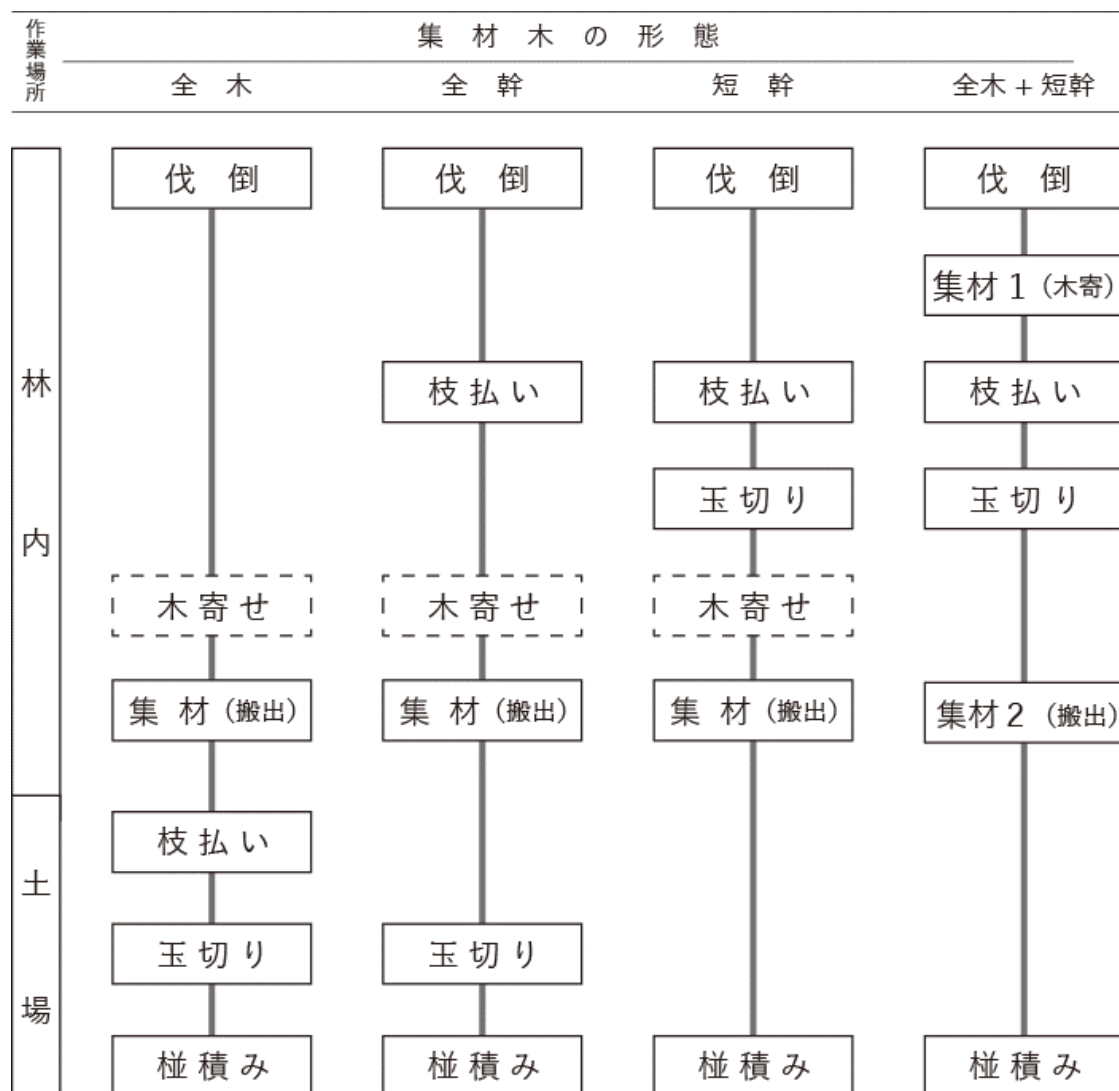 作業場所
集材木の形態
全木 全幹 短幹 全木+短幹
伐倒 伐倒 伐倒 伐倒
集材1(木寄)
林内
枝払い 枝払い 枝払い
玉切り 玉切り
木寄せ 木寄せ 木寄せ
集材(搬出) 集材(搬出) 集材(搬出) 集材2(搬出)
土場
枝払い
玉切り 玉切り
椪積み 椪積み 椪積み 椪積み